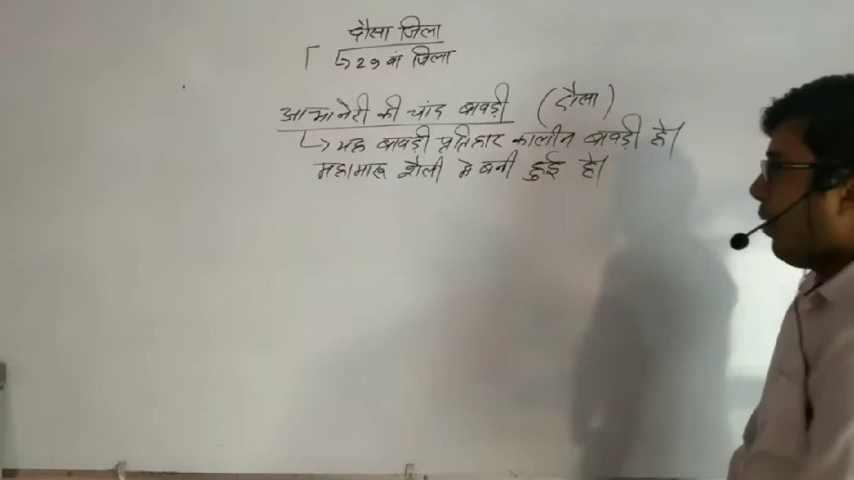 दौसा जिला
↳ 29 वां जिला
आभानेरी की चांद बावड़ी (दौसा)
↳ यह बावड़ी प्रतिहार कालीन बावड़ी है।
महामारू शैली मे बनी हुई है।